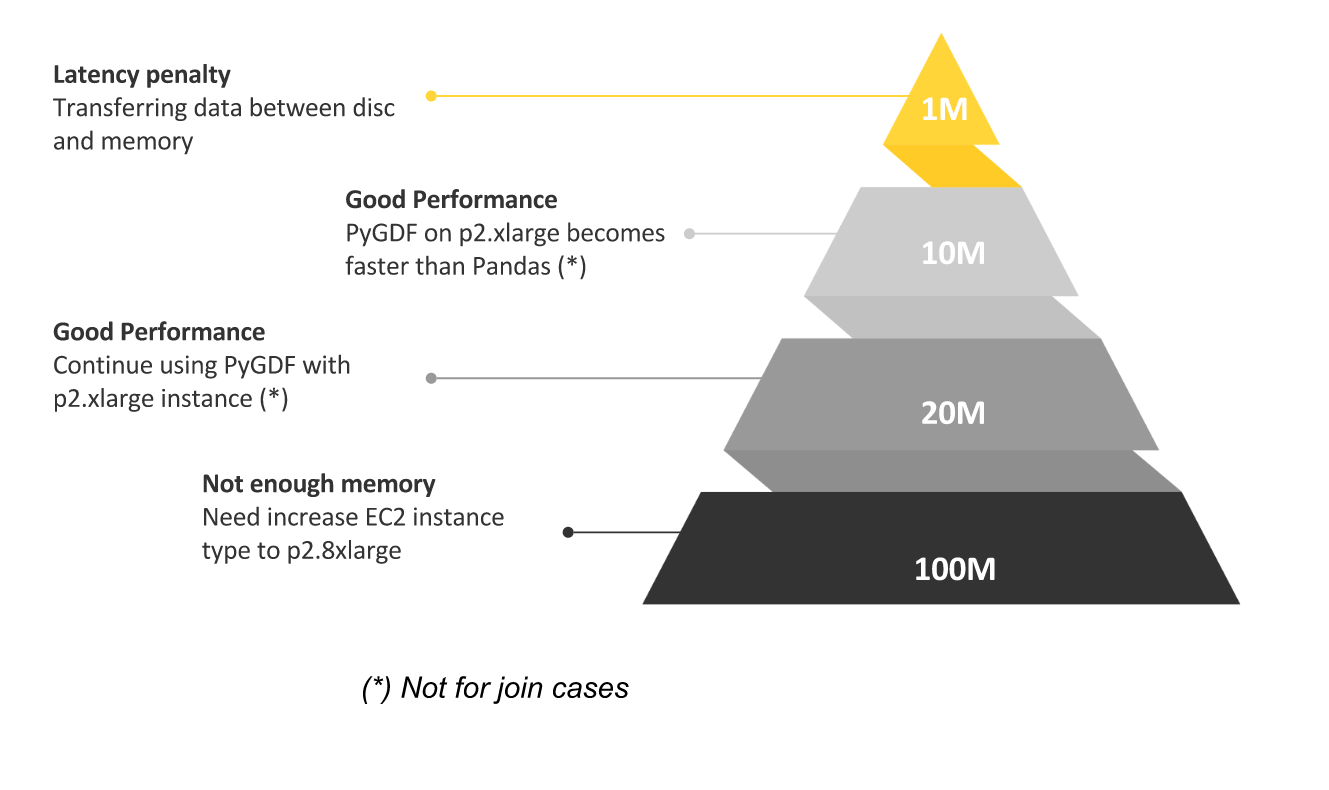 Latency penalty
Transferring data between disc
and memory
1M
Good Performance
PyGDF on p2.xlarge becomes
faster than Pandas (*)
10M
Good Performance
Continue using PyGDF with
p2.xlarge instance (*)
20M
Not enough memory
Need increase EC2 instance
type to p2.8xlarge
100M
(*) Not for join cases